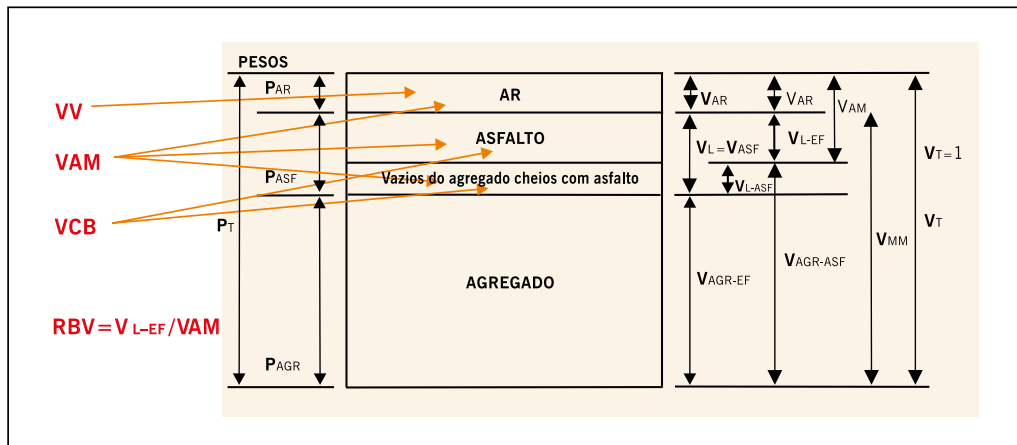 PESOS
PAR
AR
VAR
VAR
VAM
VV
ASFALTO
VL=VASF
VL-EF
VAM
PASF
Vazios do agregado cheios com asfalto
VL-ASF
VT=1
VCB
PT
VMM
VT
VAGR-EF
VAGR-ASF
AGREGADO
RBV=V L-EF/VAM
PAGR